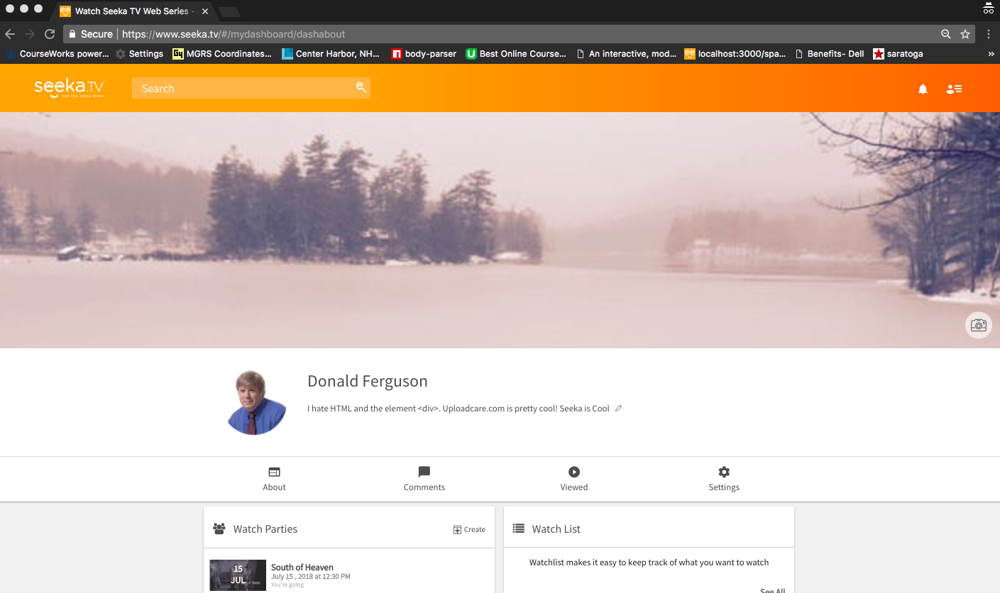 Watch Seeka TV Web Series -
Secure | https://www.seeka.tv/#/mydashboard/dashabout
CourseWorks power... Settings MGRS Coordinates... Center Harbor, NH... body-parser Best Online Course... An interactive, mod... localhost:3000/spa... Benefits- Dell saratoga »
seeka.TV
AND YOU SHALL FINDA
Search
Donald Ferguson
I hate HTML and the element <div>. Uploadcare.com is pretty cool! Seeka is Cool
About Comments Viewed Settings
Watch Parties Create
15
JUL
South of Heaven
July 15 , 2018 at 12:30 PM
You're going
Watch List
Watchlist makes it easy to keep track of what you want to watch
See All